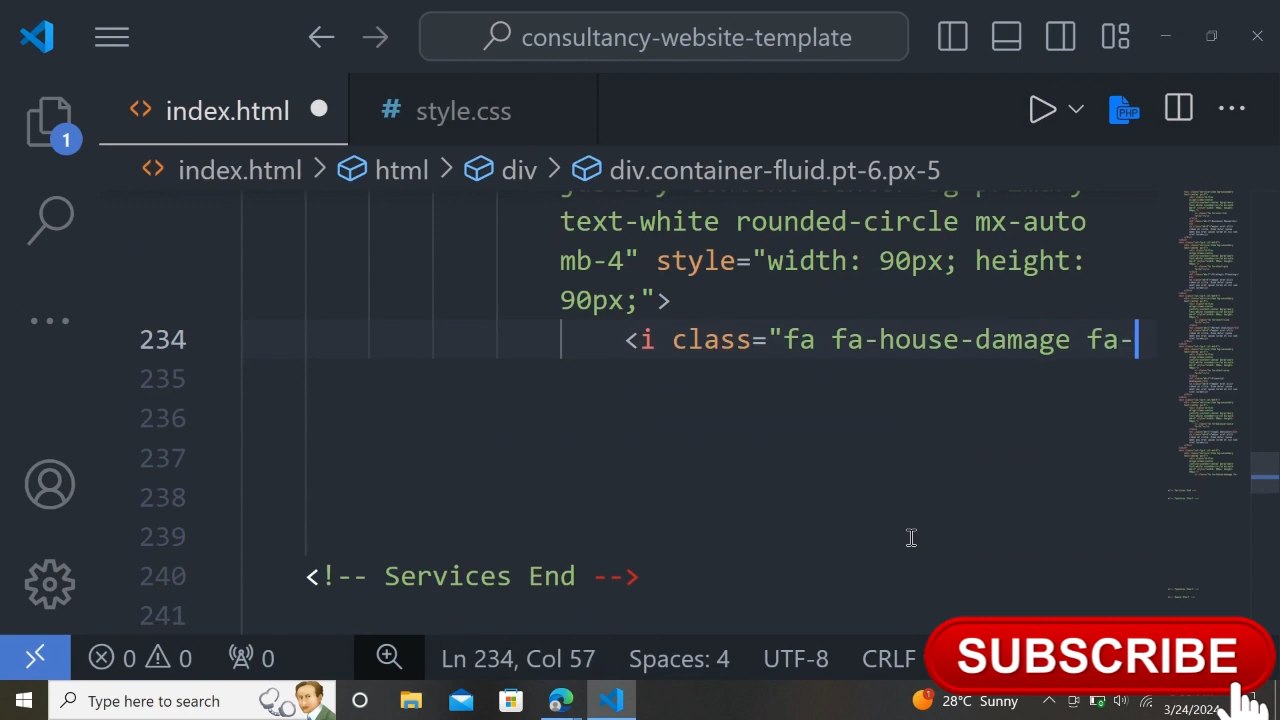 consultancy-website-template
index.html
style.css
PHP
1
index.html > html > div > div.container-fluid.pt-6.px-5
text-white rounded-circle mx-auto
mb-4" style="width: 90px; height:
90px;">
234 <i class="fa fa-house-damage fa-
235
236
237
238
239
240 <!-- Services End -->
241
0 0 0
Ln 234, Col 57
Spaces: 4
UTF-8
CRLF
SUBSCRIBE
Type here to search
1
28°C Sunny
3/24/2024